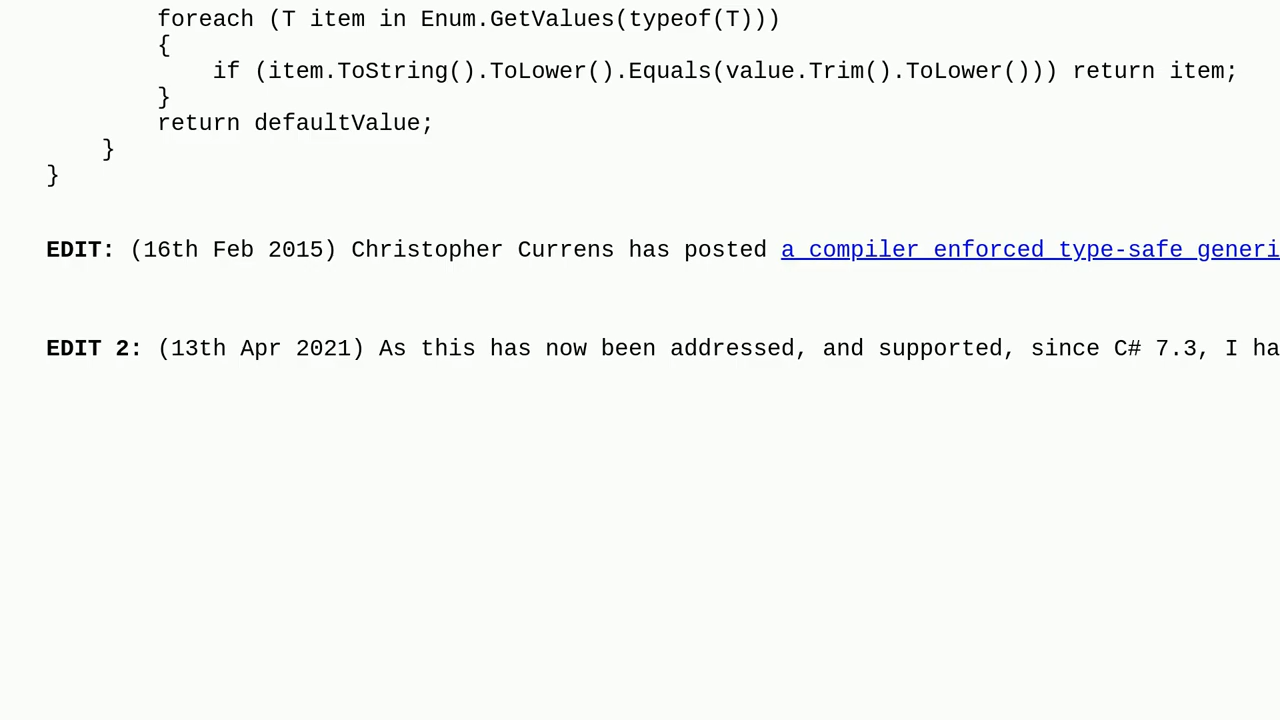 foreach (T item in Enum.GetValues(typeof(T)))
{
if (item.ToString().ToLower().Equals(value.Trim().ToLower())) return item;
}
return defaultValue;
}
}
EDIT: (16th Feb 2015) Christopher Currens has posted a compiler enforced type-safe generi
EDIT 2: (13th Apr 2021) As this has now been addressed, and supported, since C# 7.3, I ha